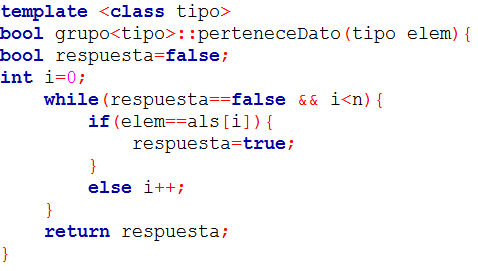 template <class tipo>
bool grupo<tipo>::perteneceDato(tipo elem){
bool respuesta=false;
int i=0;
    while(respuesta==false && i<n){
        if(elem==als[i]){
            respuesta=true;
        }
        else i++;
    }
    return respuesta;
}